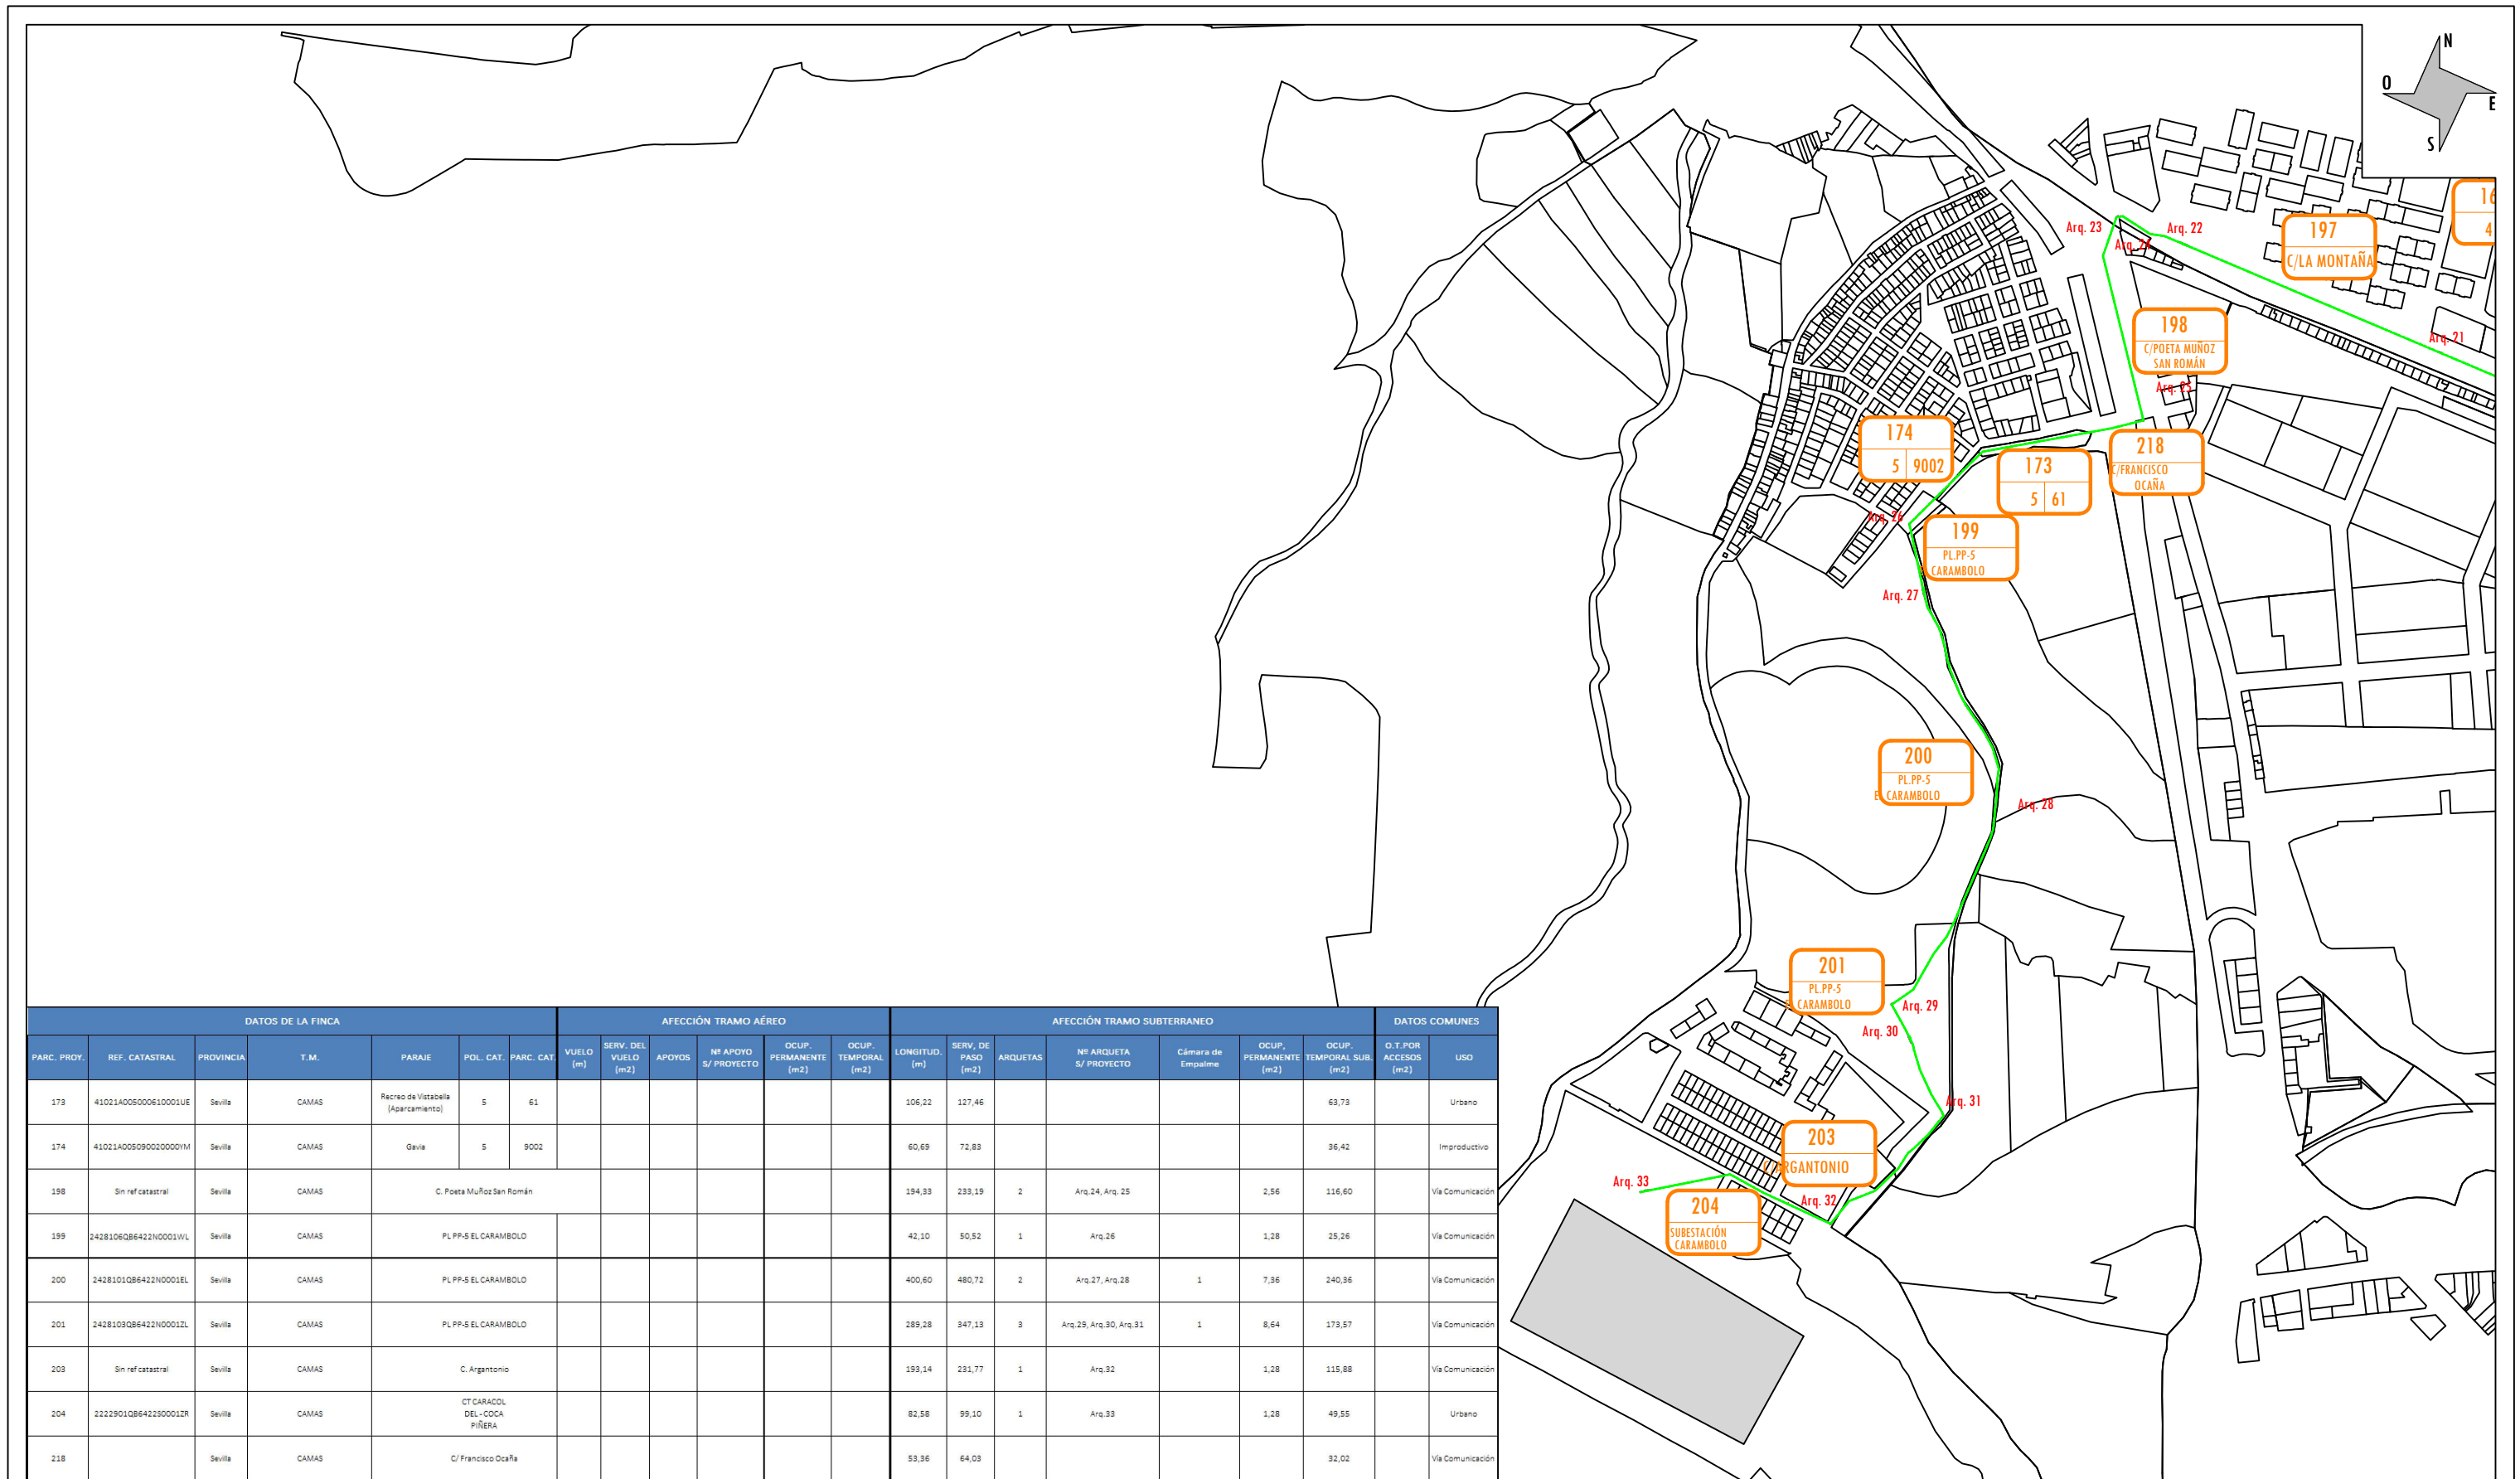 N
O
E
S
16
4
Arq. 23
Arq. 24
Arq. 22
197
C/LA MONTAÑA
198
C/POETA MUÑOZ
SAN ROMÁN
Arq. 21
Arq. 25
174
5 9002
173
5 61
218
C/FRANCISCO
OCAÑA
Arq. 26
199
PL.PP-5
CARAMBOLO
Arq. 27
200
PL.PP-5
EL CARAMBOLO
Arq. 28
201
PL.PP-5
EL CARAMBOLO
Arq. 29
Arq. 30
Arq. 31
203
C/ARGANTONIO
Arq. 33
Arq. 32
204
SUBESTACIÓN
CARAMBOLO
DATOS DE LA FINCA AFECCIÓN TRAMO AÉREO AFECCIÓN TRAMO SUBTERRANEO DATOS COMUNES
PARC. PROY. REF. CATASTRAL PROVINCIA T.M. PARAJE POL. CAT. PARC. CAT. VUELO (m) SERV. DEL VUELO (m2) APOYOS Nº APOYO S/ PROYECTO OCUP. PERMANENTE (m2) OCUP. TEMPORAL (m2) LONGITUD. (m) SERV, DE PASO (m2) ARQUETAS Nº ARQUETA S/ PROYECTO Cámara de Empalme OCUP, PERMANENTE (m2) OCUP. TEMPORAL SUB. (m2) O.T.POR ACCESOS (m2) USO
173 41021A005000610001UE Sevilla CAMAS Recreo de Vistabella (Aparcamiento) 5 61 106,22 127,46 63,73 Urbano
174 41021A005090020000YM Sevilla CAMAS Gavia 5 9002 60,69 72,83 36,42 Improductivo
198 Sin ref catastral Sevilla CAMAS C. Poeta Muñoz San Román 194,33 233,19 2 Arq.24, Arq. 25 2,56 116,60 Vía Comunicación
199 2428106QB6422N0001WL Sevilla CAMAS PL PP-5 EL CARAMBOLO 42,10 50,52 1 Arq.26 1,28 25,26 Vía Comunicación
200 2428101QB6422N0001EL Sevilla CAMAS PL PP-5 EL CARAMBOLO 400,60 480,72 2 Arq.27, Arq.28 1 7,36 240,36 Vía Comunicación
201 2428103QB6422N0001ZL Sevilla CAMAS PL PP-5 EL CARAMBOLO 289,28 347,13 3 Arq.29, Arq.30, Arq.31 1 8,64 173,57 Vía Comunicación
203 Sin ref catastral Sevilla CAMAS C. Argantonio 193,14 231,77 1 Arq.32 1,28 115,88 Vía Comunicación
204 2222901QB6422S0001ZR Sevilla CAMAS CT CARACOL DEL - COCA PIÑERA 82,58 99,10 1 Arq.33 1,28 49,55 Urbano
218 Sevilla CAMAS C/ Francisco Ocaña 53,36 64,03 32,02 Vía Comunicación